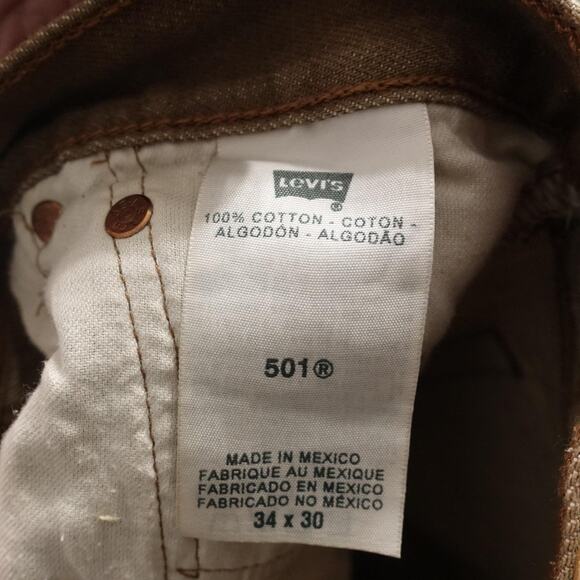 LEVI'S
®
100% COTTON - COTON -
ALGODÓN - ALGODÃO
501®
MADE IN MEXICO
FABRIQUE AU MEXIQUE
FABRICADO EN MEXICO
FABRICADO NO MÉXICO
34 x 30